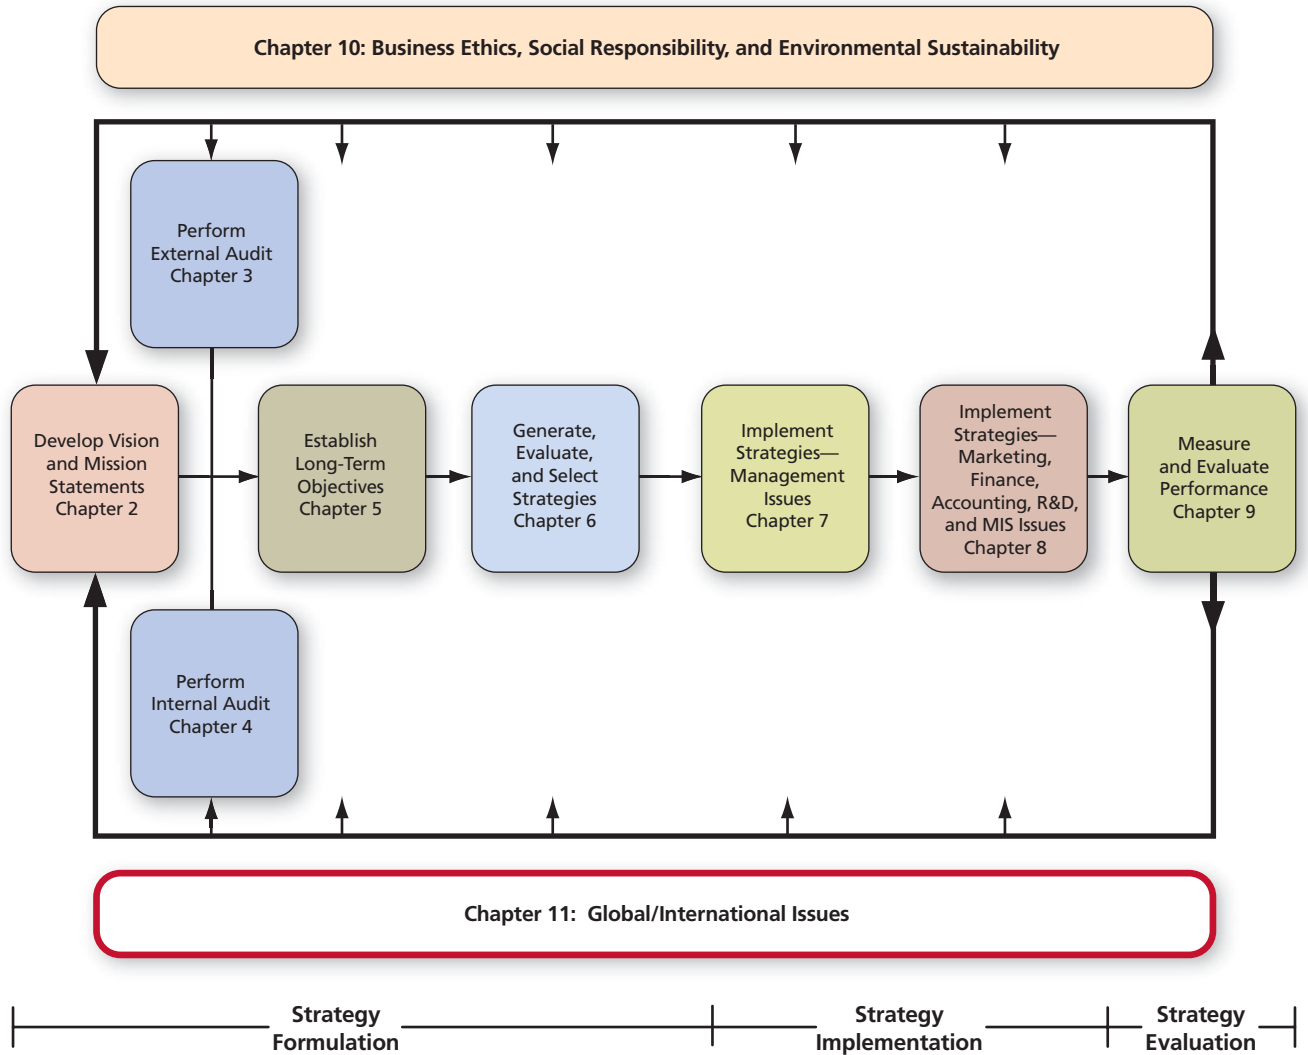 Chapter 10: Business Ethics, Social Responsibility, and Environmental Sustainability
Perform
External Audit
Chapter 3
Develop Vision
and Mission
Statements
Chapter 2
Establish
Long-Term
Objectives
Chapter 5
Generate,
Evaluate,
and Select
Strategies
Chapter 6
Implement
Strategies—
Management
Issues
Chapter 7
Implement
Strategies—
Marketing,
Finance,
Accounting, R&D,
and MIS Issues
Chapter 8
Measure
and Evaluate
Performance
Chapter 9
Perform
Internal Audit
Chapter 4
Chapter 11: Global/International Issues
Strategy
Formulation
Strategy
Implementation
Strategy
Evaluation